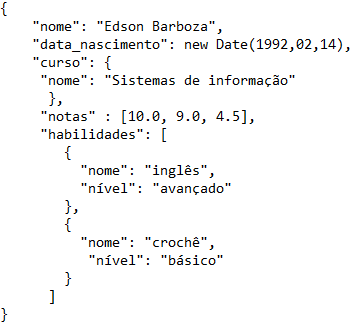 {
"nome": "Edson Barboza",
"data_nascimento": new Date(1992,02,14),
"curso": {
"nome": "Sistemas de informação"
},
"notas" : [10.0, 9.0, 4.5],
"habilidades": [
{
"nome": "inglês",
"nível": "avançado"
},
{
"nome": "crochê",
"nível": "básico"
}
]
}